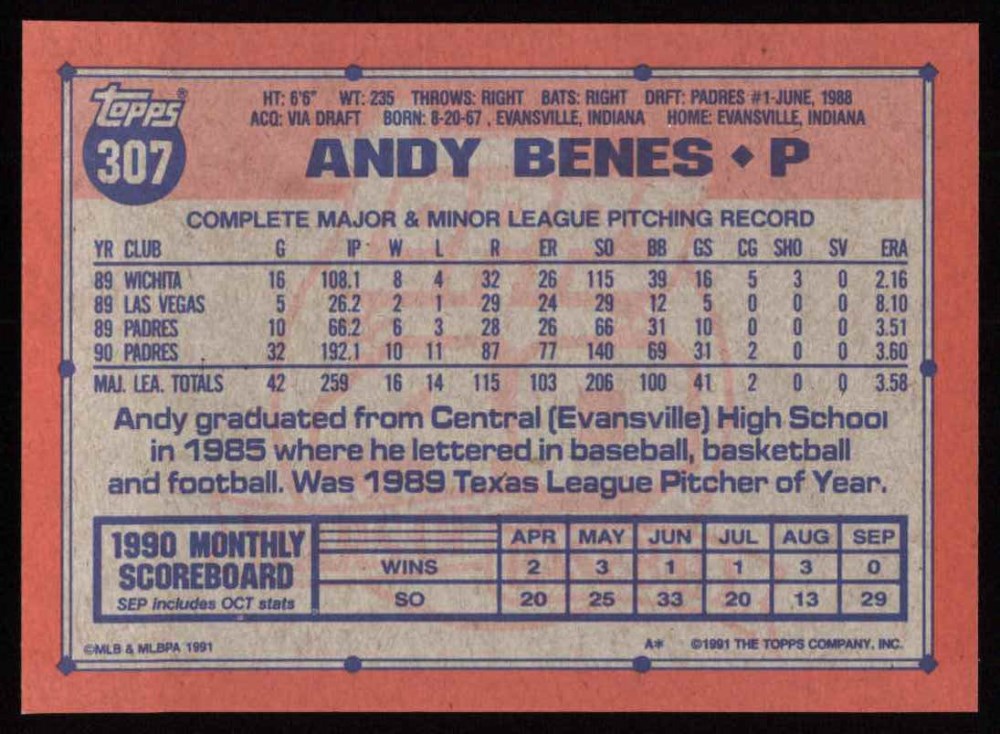 topps®
307
HT: 6'6" WT: 235 THROWS: RIGHT BATS: RIGHT DRFT: PADRES #1-JUNE, 1988
ACQ: VIA DRAFT BORN: 8-20-67, EVANSVILLE, INDIANA HOME: EVANSVILLE, INDIANA
ANDY BENES ◆ P
COMPLETE MAJOR & MINOR LEAGUE PITCHING RECORD
YR CLUB G IP W L R ER SO BB GS CG SHO SV ERA
89 WICHITA 16 108.1 8 4 32 26 115 39 16 5 3 0 2.16
89 LAS VEGAS 5 26.2 2 1 29 24 29 12 5 0 0 0 8.10
89 PADRES 10 66.2 6 3 28 26 66 31 10 0 0 0 3.51
90 PADRES 32 192.1 10 11 87 77 140 69 31 2 0 0 3.60
MAJ. LEA. TOTALS 42 259 16 14 115 103 206 100 41 2 0 0 3.58
Andy graduated from Central (Evansville) High School
in 1985 where he lettered in baseball, basketball
and football. Was 1989 Texas League Pitcher of Year.
1990 MONTHLY
SCOREBOARD
SEP includes OCT stats
APR MAY JUN JUL AUG SEP
WINS 2 3 1 1 3 0
SO 20 25 33 20 13 29
©MLB & MLBPA 1991
A* ©1991 THE TOPPS COMPANY, INC.